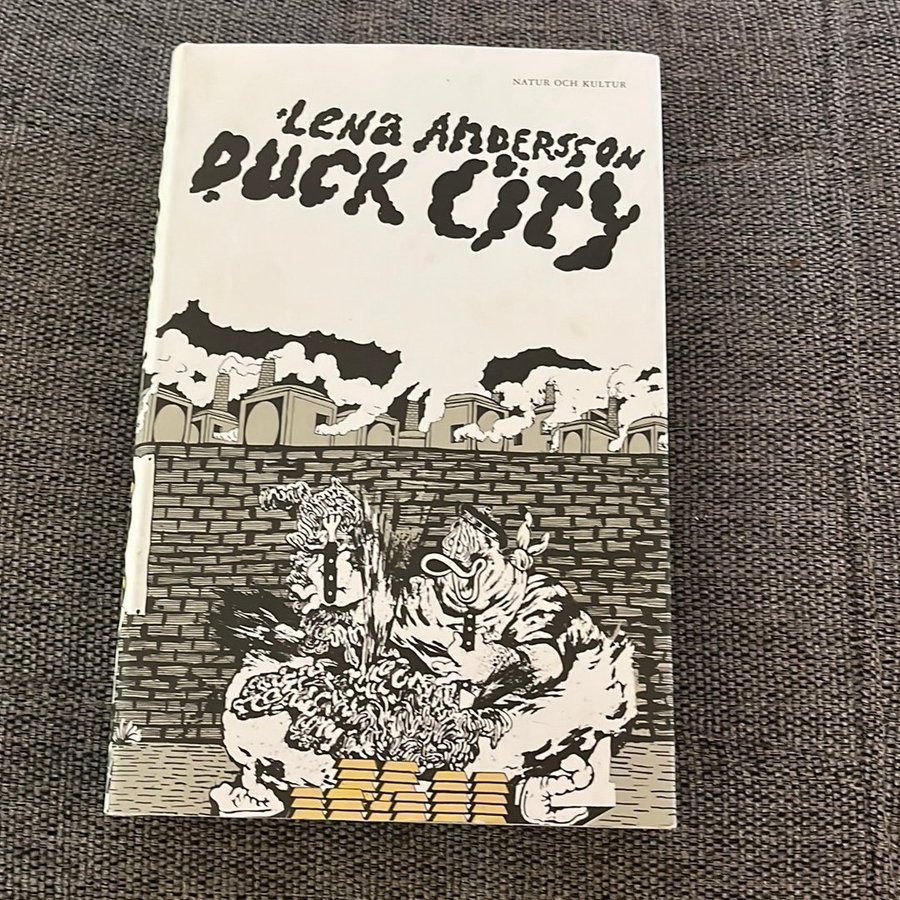 NATUR OCH KULTUR
LENA ANDERSSON
DUCK CITY